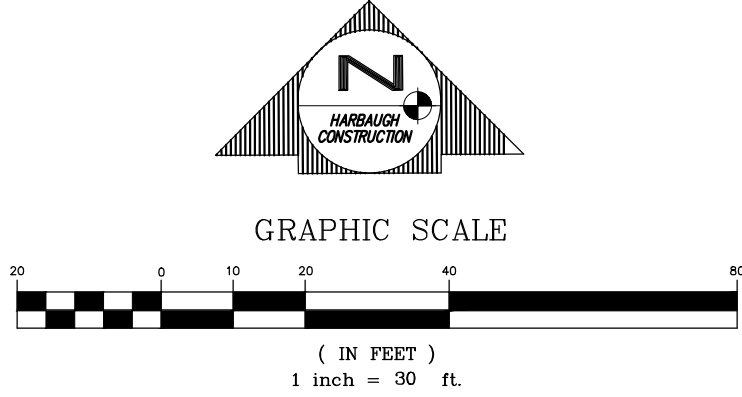 N
HARBAUGH
CONSTRUCTION
GRAPHIC SCALE
20 0 10 20 40 80
( IN FEET )
1 inch = 30 ft.